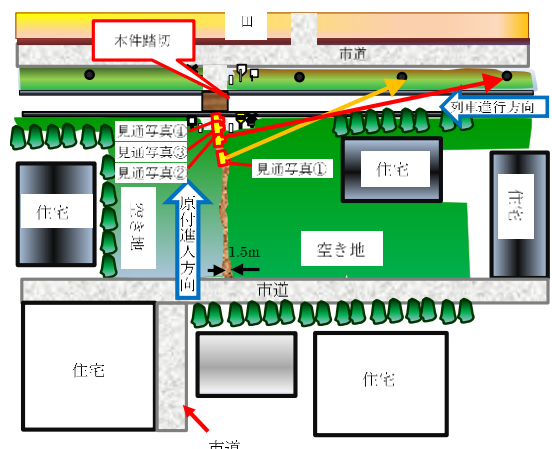 田
本件踏切
市道
列車進行方向
見通写真④
見通写真③
見通写真②
見通写真①
住宅
住宅
住宅
空き地
原付進入方向
空き地
1.5m
市道
住宅
住宅
市道